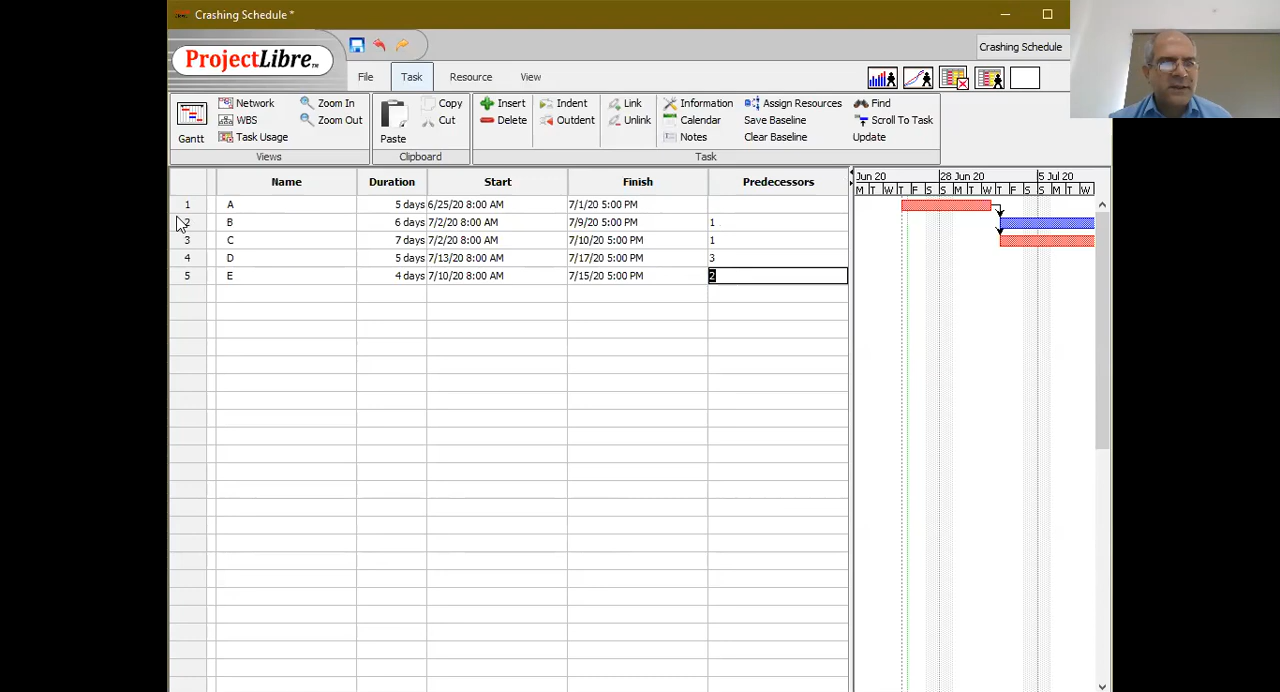 Crashing Schedule *
ProjectLibre™
Crashing Schedule
File Task Resource View
Network Zoom In Copy Insert Indent Link Information Assign Resources Find
WBS Zoom Out Cut Delete Outdent Unlink Calendar Save Baseline Scroll To Task
Gantt Task Usage Paste Notes Clear Baseline Update
Views Clipboard Task
Name Duration Start Finish Predecessors
Jun 20 28 Jun 20 5 Jul 20
M T W T F S S M T W T F S S M T W
1 A 5 days 6/25/20 8:00 AM 7/1/20 5:00 PM
2 B 6 days 7/2/20 8:00 AM 7/9/20 5:00 PM 1
3 C 7 days 7/2/20 8:00 AM 7/10/20 5:00 PM 1
4 D 5 days 7/13/20 8:00 AM 7/17/20 5:00 PM 3
5 E 4 days 7/10/20 8:00 AM 7/15/20 5:00 PM 2